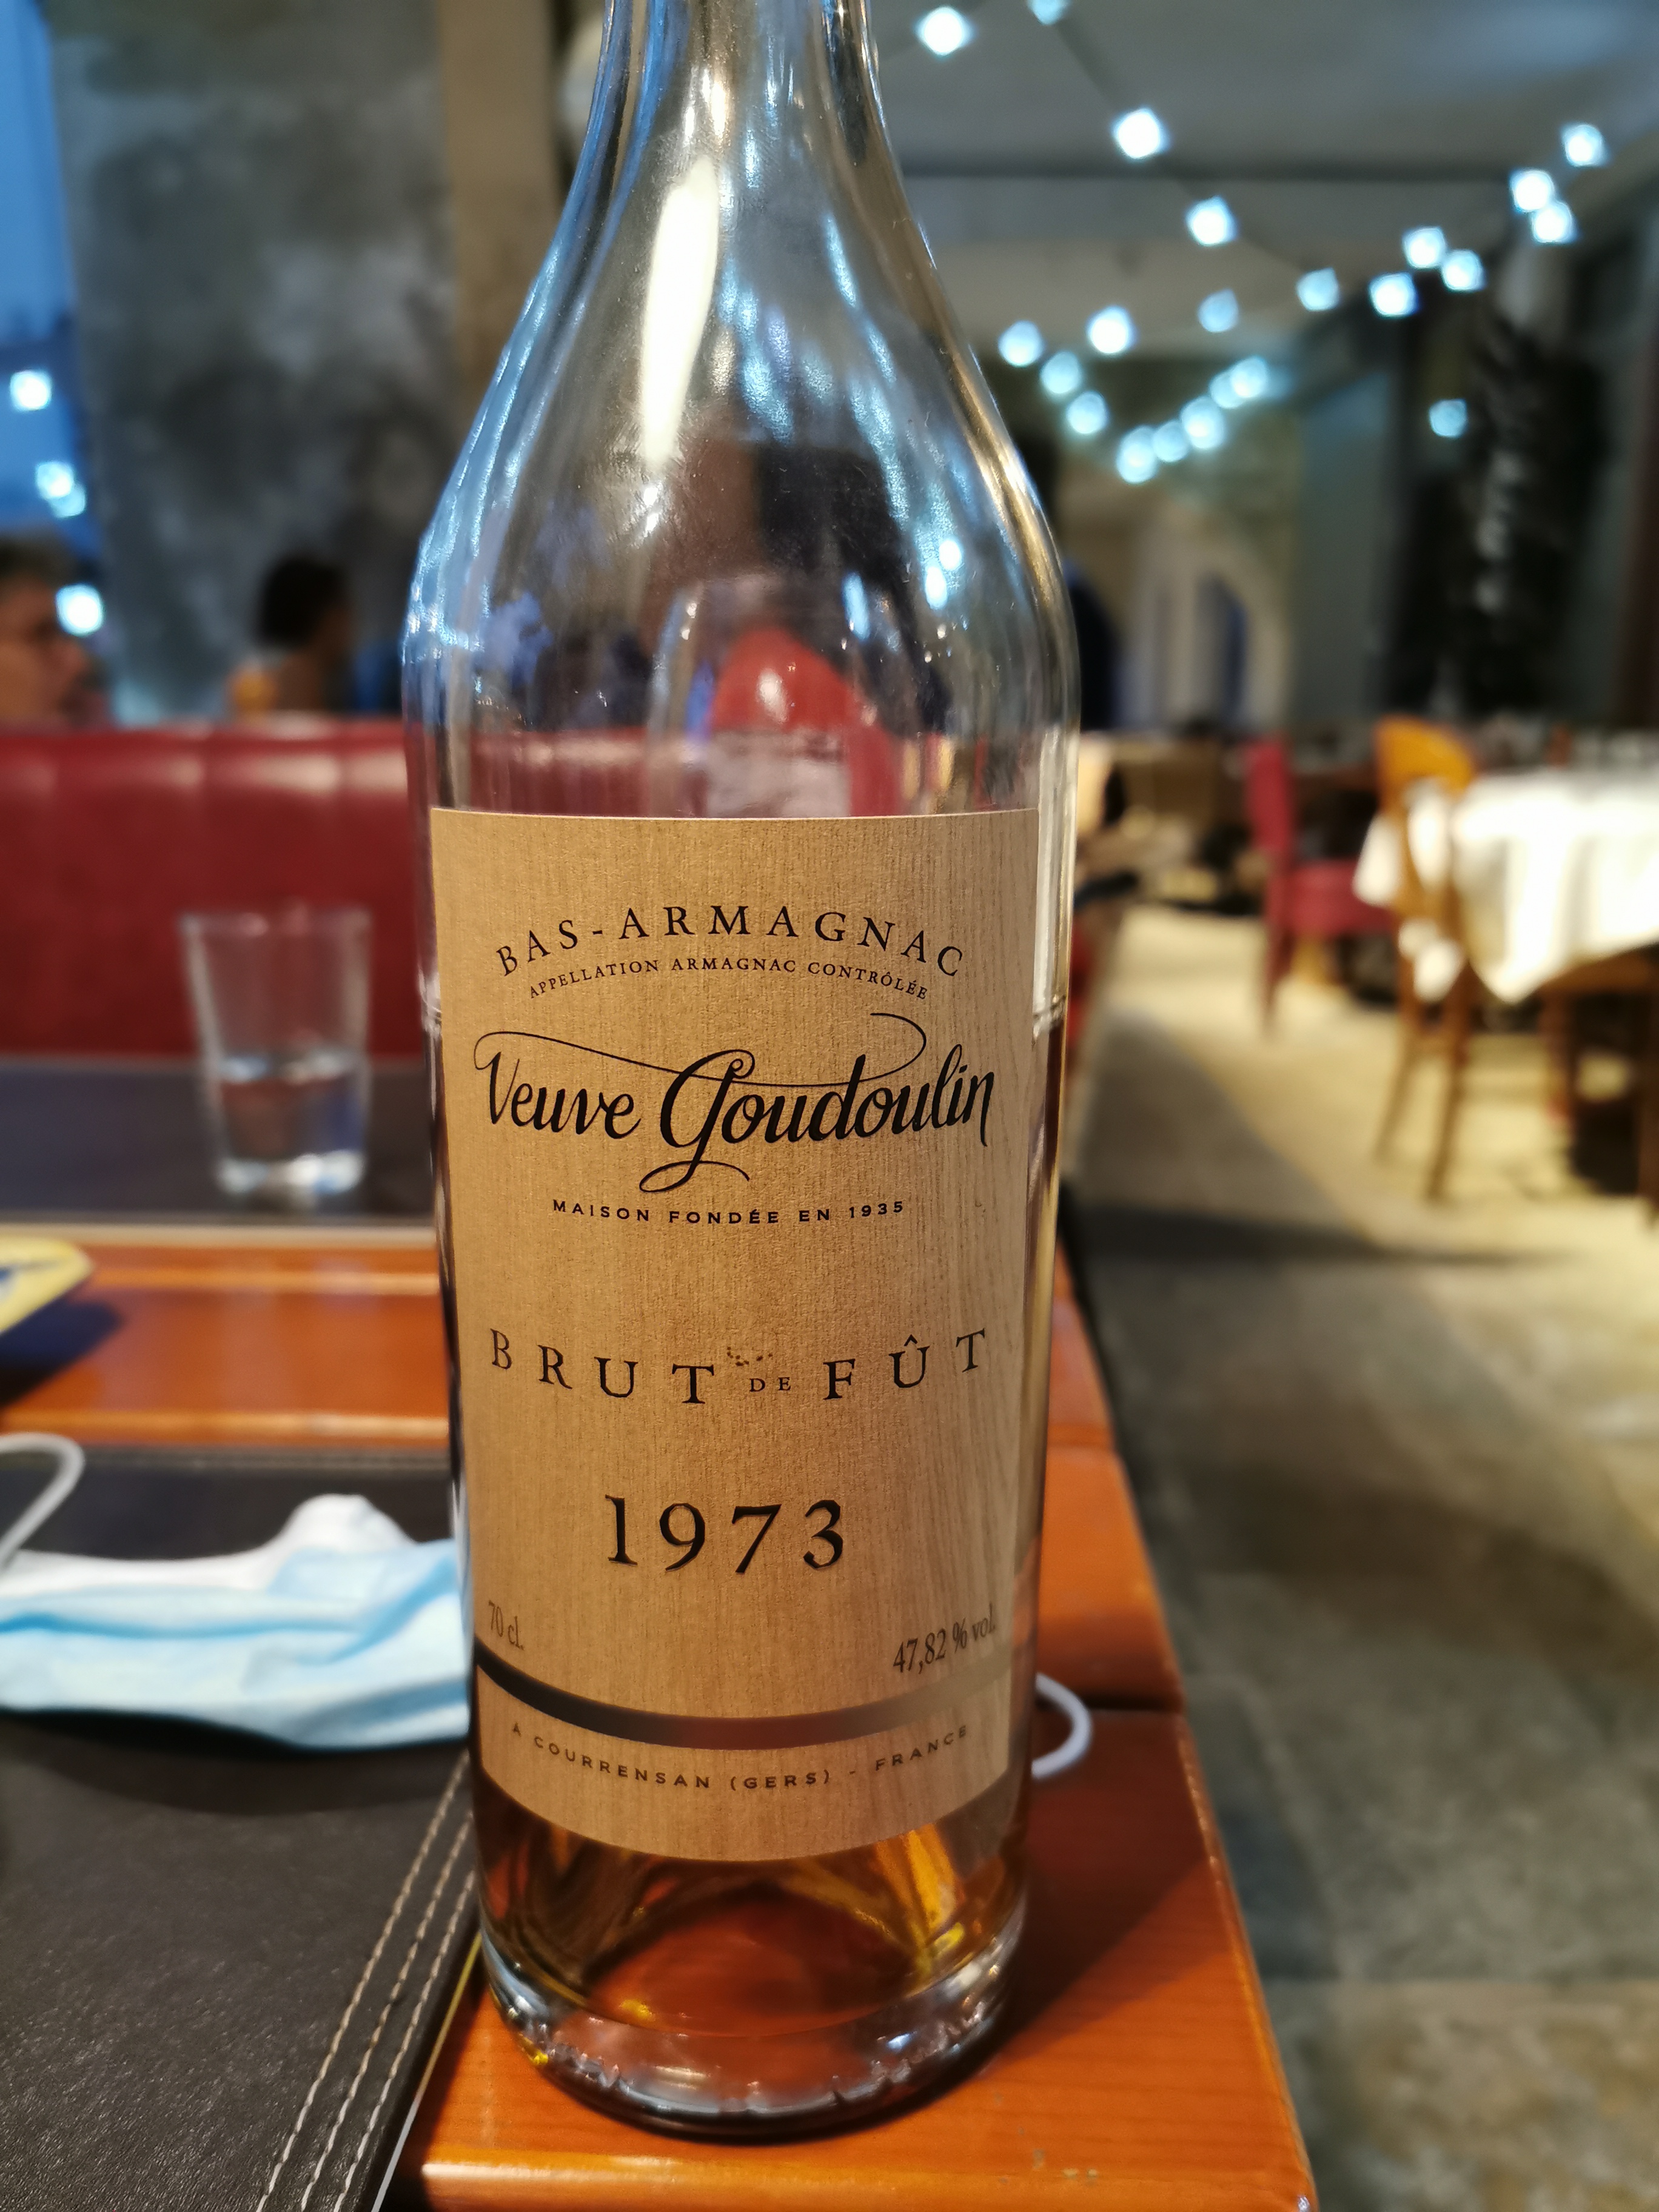 BAS-ARMAGNAC
APPELLATION ARMAGNAC CONTRÔLÉE
Veuve Goudoulin
MAISON FONDÉE EN 1935
BRUT DE FÛT
1973
70 cl.
47,82 % vol.
A COURRENSAN (GERS) - FRANCE